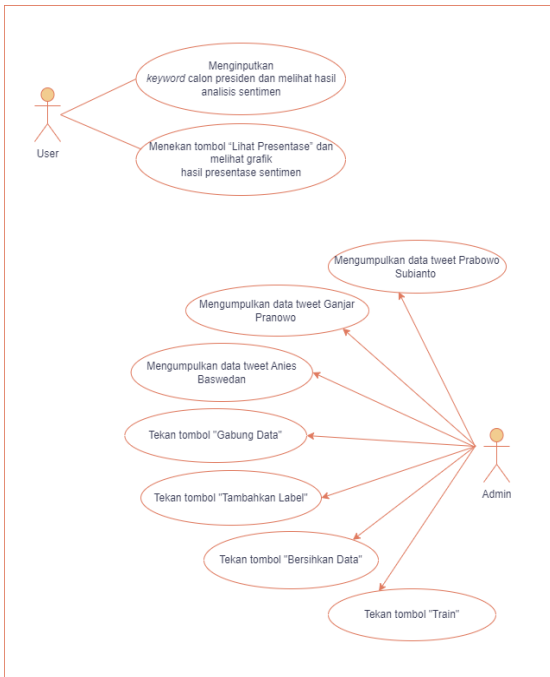 Menginputkan
keyword calon presiden dan melihat hasil
analisis sentimen
User
Menekan tombol “Lihat Presentase” dan
melihat grafik
hasil presentase sentimen
Mengumpulkan data tweet Prabowo
Subianto
Mengumpulkan data tweet Ganjar
Pranowo
Mengumpulkan data tweet Anies
Baswedan
Tekan tombol "Gabung Data"
Tekan tombol "Tambahkan Label"
Admin
Tekan tombol "Bersihkan Data"
Tekan tombol "Train"